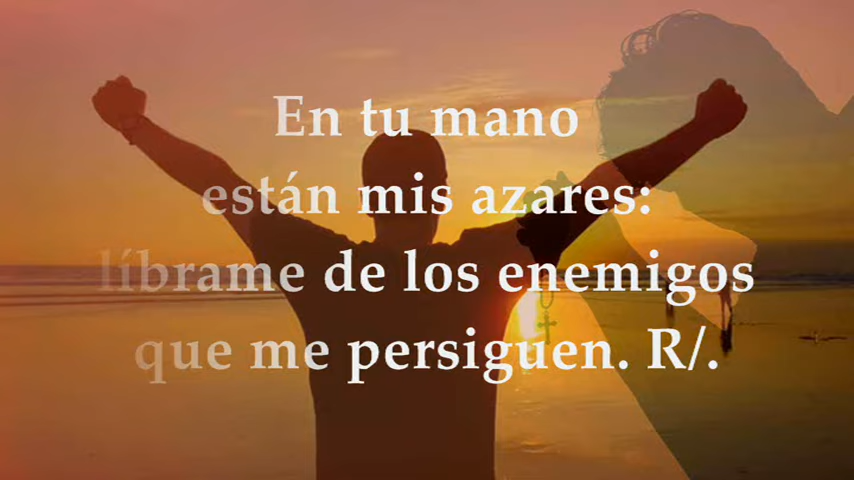 En tu mano
están mis azares:
líbrame de los enemigos
que me persiguen. R/.